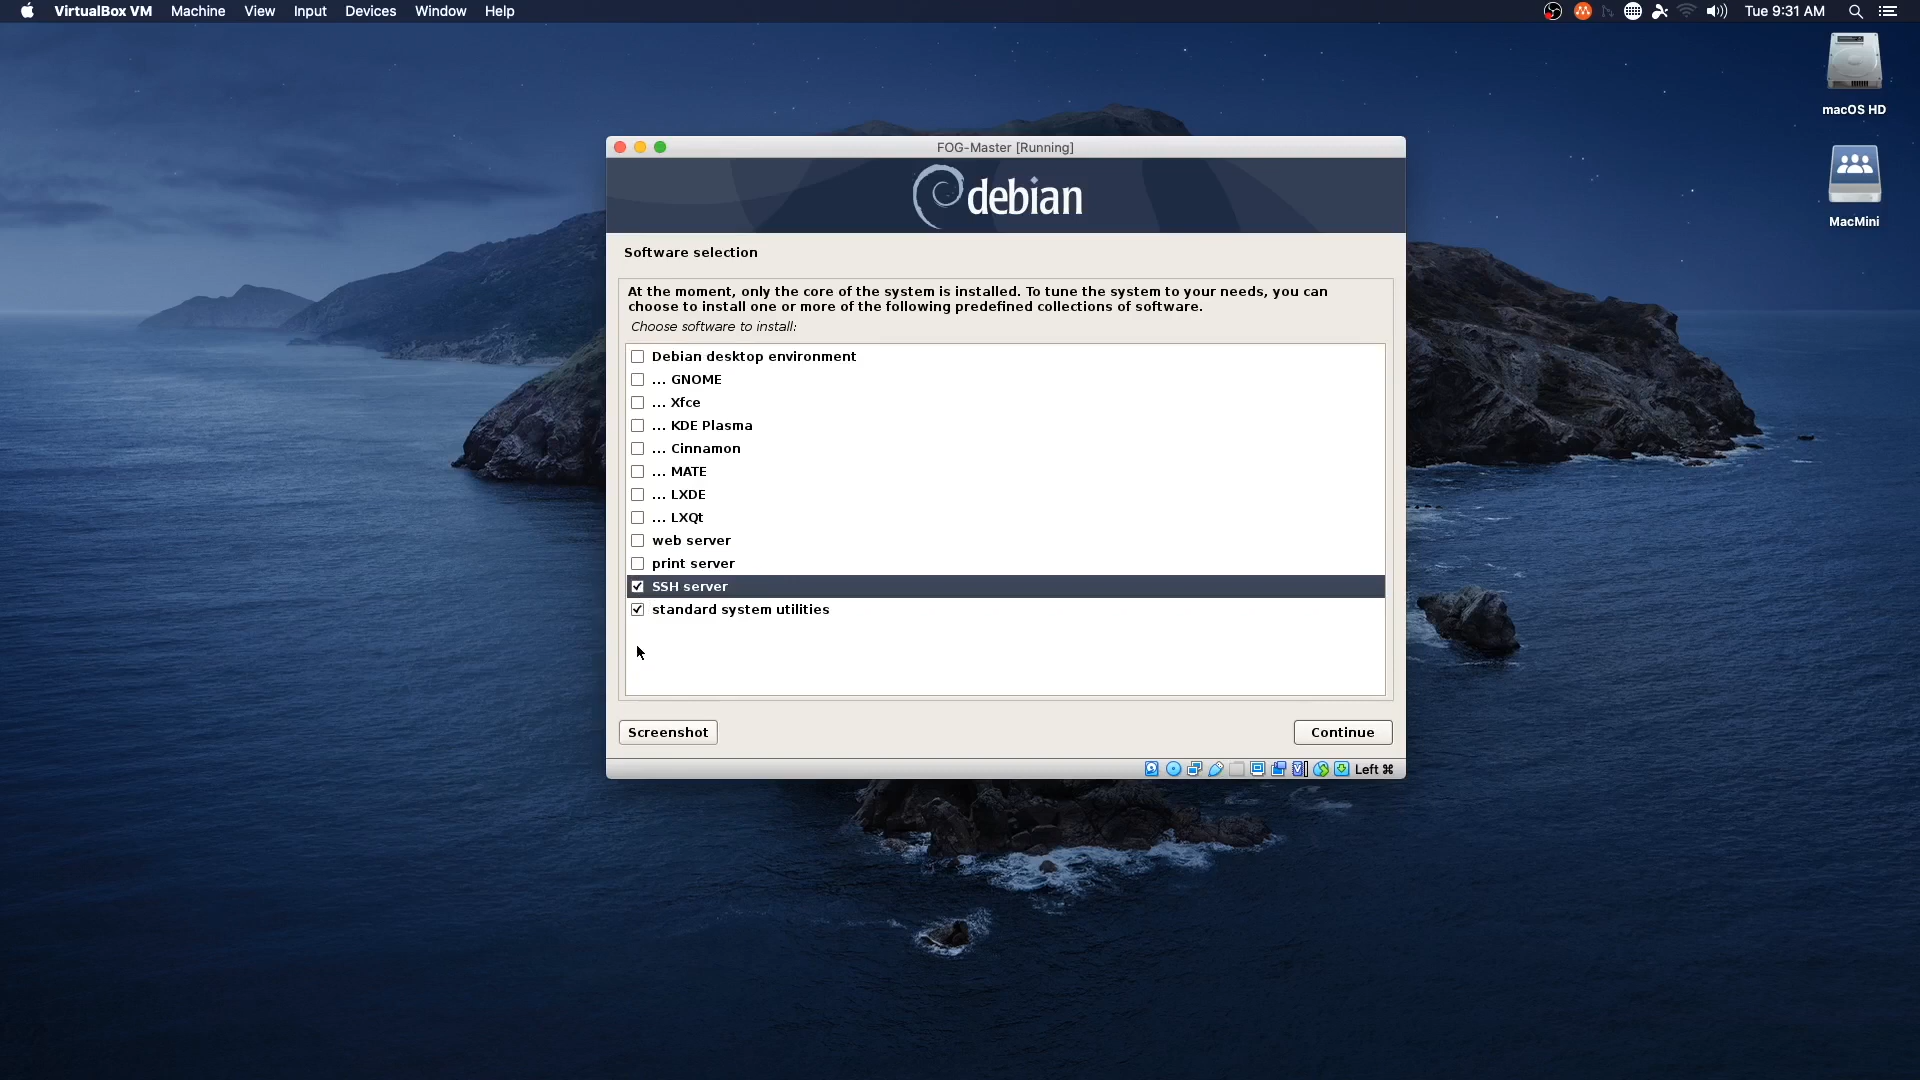 VirtualBox VM Machine View Input Devices Window Help Tue 9:31 AM
macOS HD
MacMini
FOG-Master [Running]
debian
Software selection
At the moment, only the core of the system is installed. To tune the system to your needs, you can
choose to install one or more of the following predefined collections of software.
Choose software to install:
Debian desktop environment
... GNOME
... Xfce
... KDE Plasma
... Cinnamon
... MATE
... LXDE
... LXQt
web server
print server
SSH server
standard system utilities
Screenshot Continue
Left ⌘